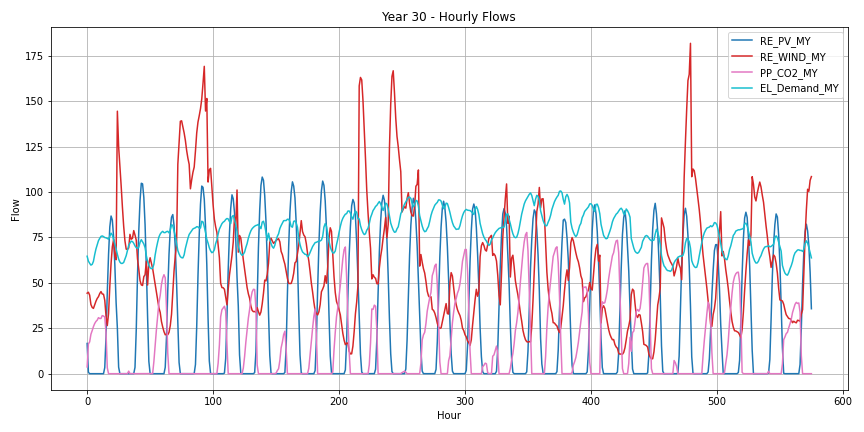 Year 30 - Hourly Flows
RE_PV_MY
RE_WIND_MY
PP_CO2_MY
EL_Demand_MY
Flow
175
150
125
100
75
50
25
0
0 100 200 300 400 500 600
Hour